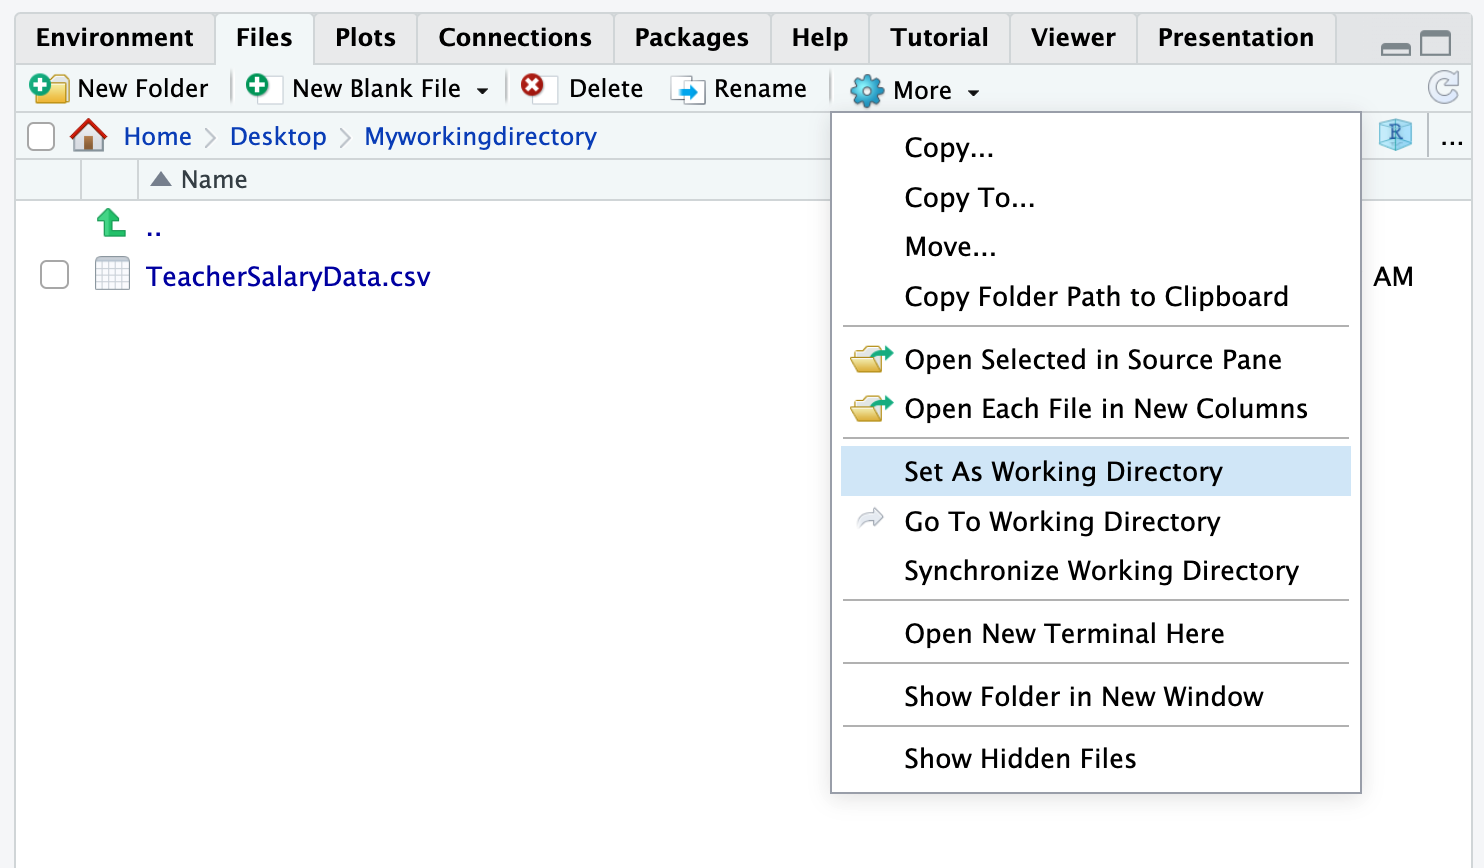 Environment Files Plots Connections Packages Help Tutorial Viewer Presentation
New Folder New Blank File Delete Rename More
Home Desktop Myworkingdirectory R ...
Name
..
TeacherSalaryData.csv AM
Copy...
Copy To...
Move...
Copy Folder Path to Clipboard
Open Selected in Source Pane
Open Each File in New Columns
Set As Working Directory
Go To Working Directory
Synchronize Working Directory
Open New Terminal Here
Show Folder in New Window
Show Hidden Files